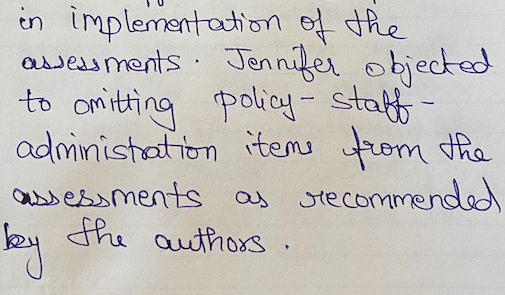 in implementation of the
assessments. Jennifer objected
to omitting policy-staff-
administration items from the
assessments as recommended
by the authors.